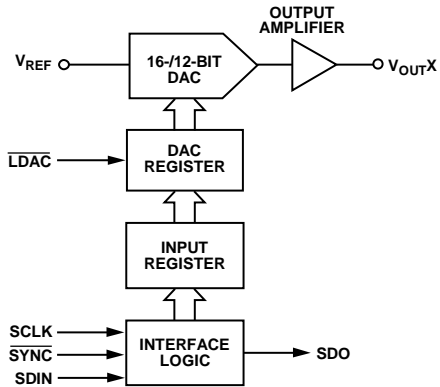 OUTPUT
AMPLIFIER
VREF
16-/12-BIT
DAC
VOUTX
LDAC
DAC
REGISTER
INPUT
REGISTER
SCLK
SYNC
SDIN
INTERFACE
LOGIC
SDO